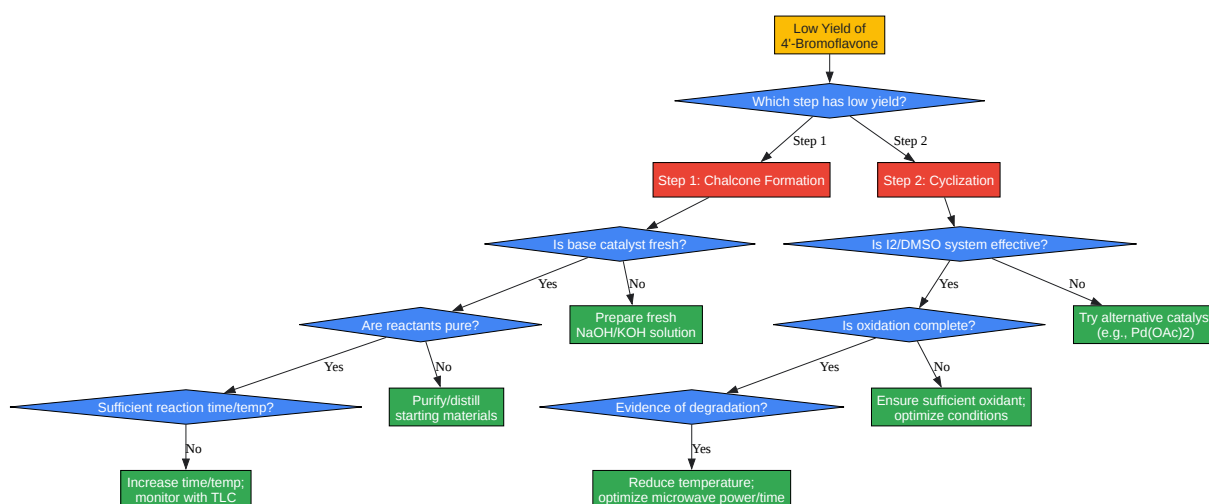 Low Yield of
4'-Bromoflavone
Which step has low yield?
Step 1
Step 2
Step 1: Chalcone Formation
Step 2: Cyclization
Is base catalyst fresh?
Is I2/DMSO system effective?
Yes
No
Yes
No
Are reactants pure?
Prepare fresh
NaOH/KOH solution
Is oxidation complete?
Try alternative catalys
(e.g., Pd(OAc)2)
Yes
No
Yes
No
Sufficient reaction time/temp?
Purify/distill
starting materials
Evidence of degradation?
Ensure sufficient oxidant;
optimize conditions
No
Yes
Increase time/temp;
monitor with TLC
Reduce temperature;
optimize microwave power/time